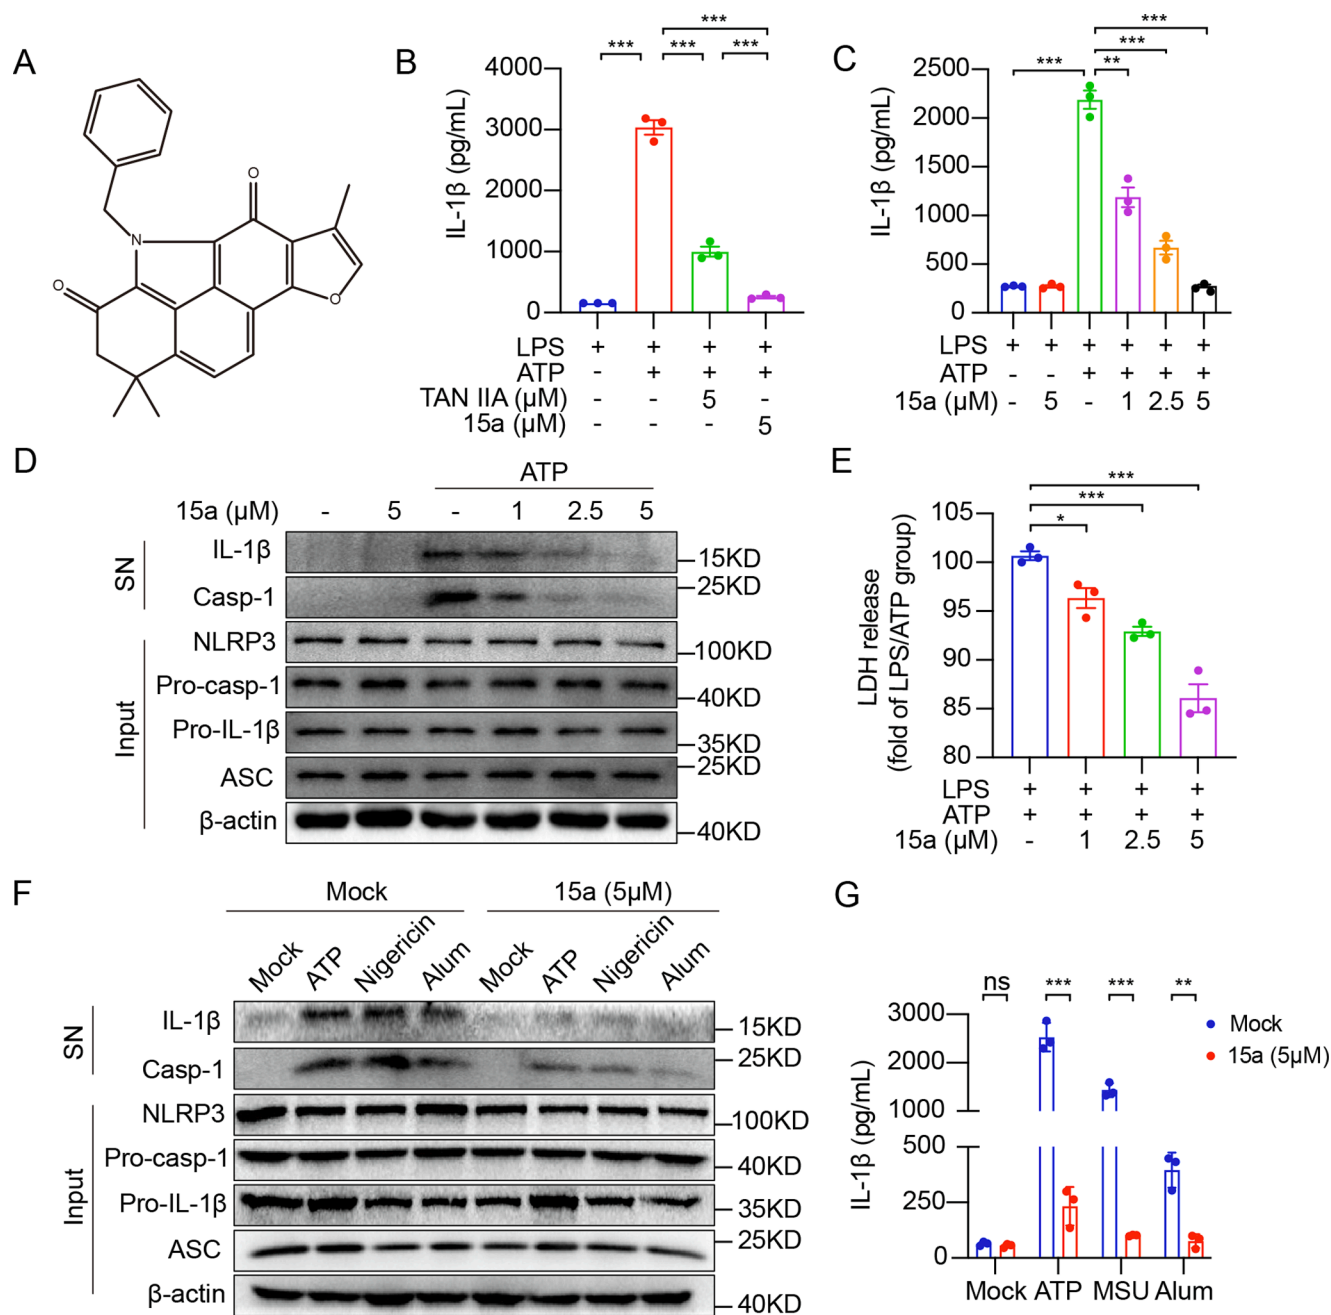 A
O
O
N
O
B
*** 
*** *** ***
IL-1β (pg/mL)
4000
3000
2000
1000
0
LPS + + + +
ATP - + + +
TAN IIA (μM) - - 5 -
15a (μM) - - - 5
C
***
***
*** **
IL-1β (pg/mL)
2500
2000
1500
1000
500
0
LPS + + + + + +
ATP - - + + + +
15a (μM) - 5 - 1 2.5 5
D
ATP
15a (μM) - 5 - 1 2.5 5
SN
IL-1β 15KD
Casp-1 25KD
Input
NLRP3 100KD
Pro-casp-1 40KD
Pro-IL-1β 35KD
ASC 25KD
β-actin 40KD
E
***
***
*
LDH release
(fold of LPS/ATP group)
105
100
95
90
85
80
LPS + + + +
ATP + + + +
15a (μM) - 1 2.5 5
F
Mock 15a (5μM)
Mock ATP Nigericin Alum Mock ATP Nigericin Alum
SN
IL-1β 15KD
Casp-1 25KD
Input
NLRP3 100KD
Pro-casp-1 40KD
Pro-IL-1β 35KD
ASC 25KD
β-actin 40KD
G
ns *** *** **
Mock
15a (5μM)
IL-1β (pg/mL)
3000
2000
1000
500
250
0
Mock ATP MSU Alum